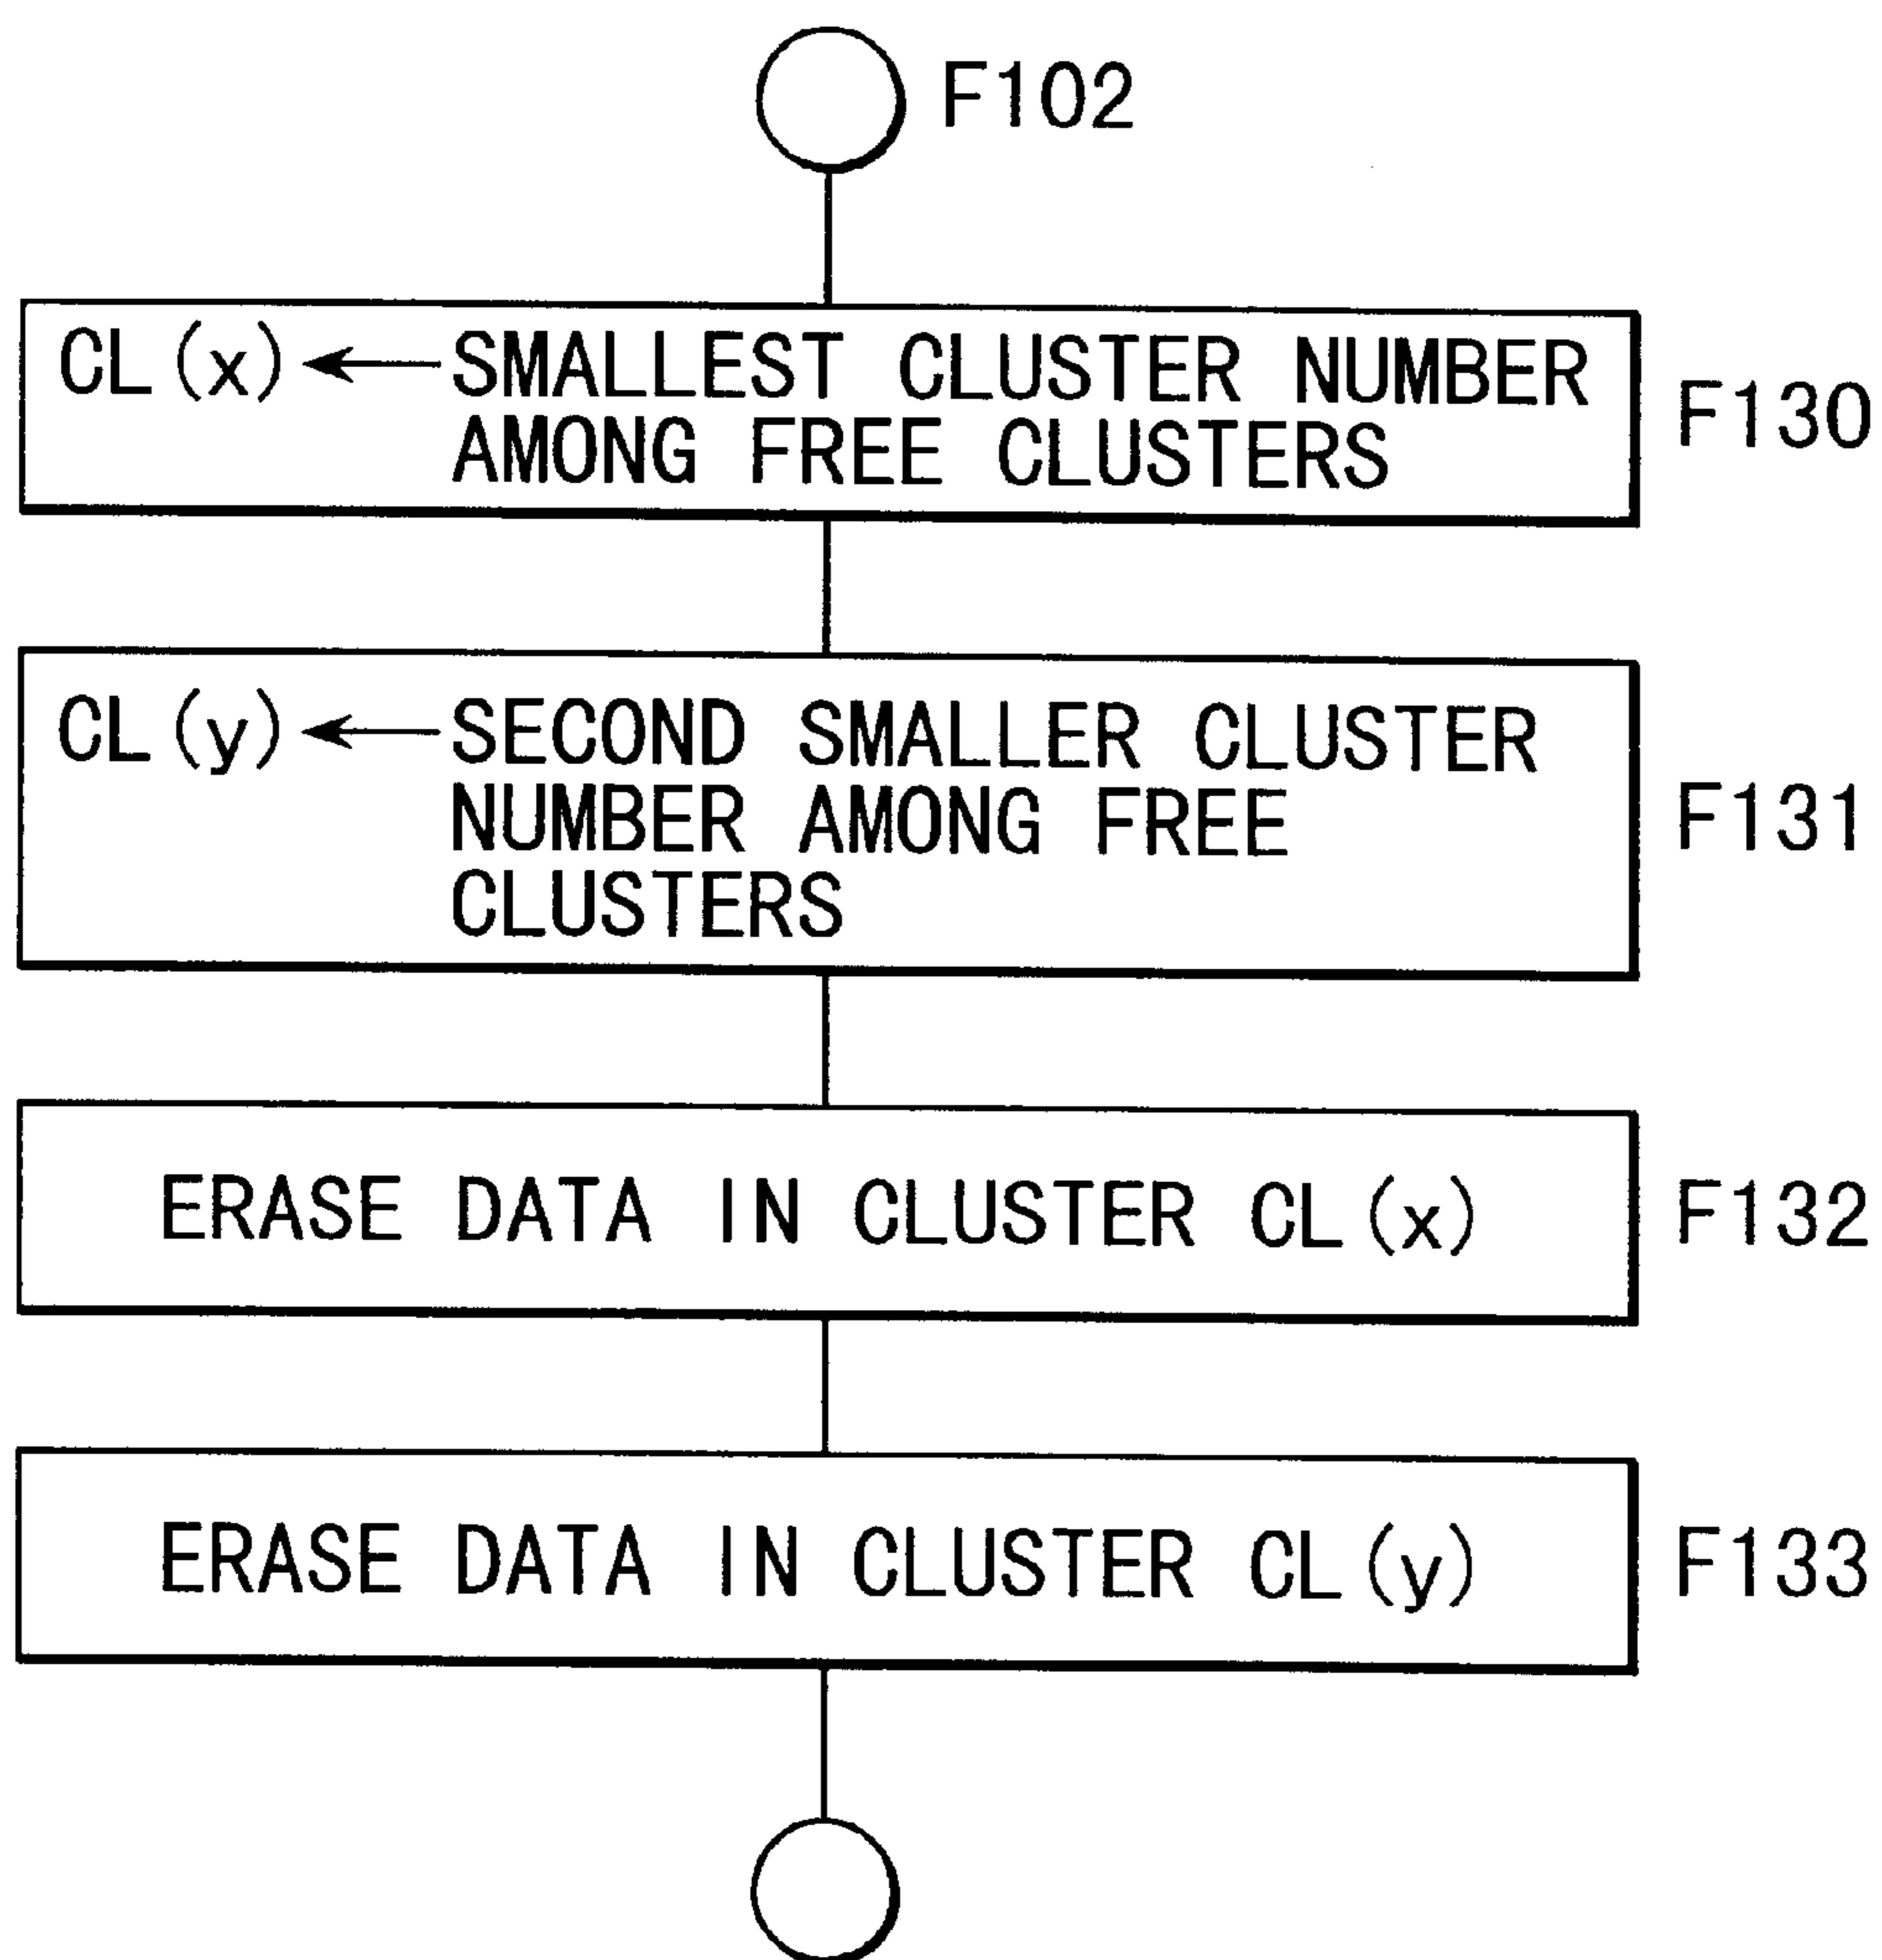 F102
CL(x)←SMALLEST CLUSTER NUMBER
AMONG FREE CLUSTERS
F130
CL(y)←SECOND SMALLER CLUSTER
NUMBER AMONG FREE
CLUSTERS
F131
ERASE DATA IN CLUSTER CL(x)
F132
ERASE DATA IN CLUSTER CL(y)
F133